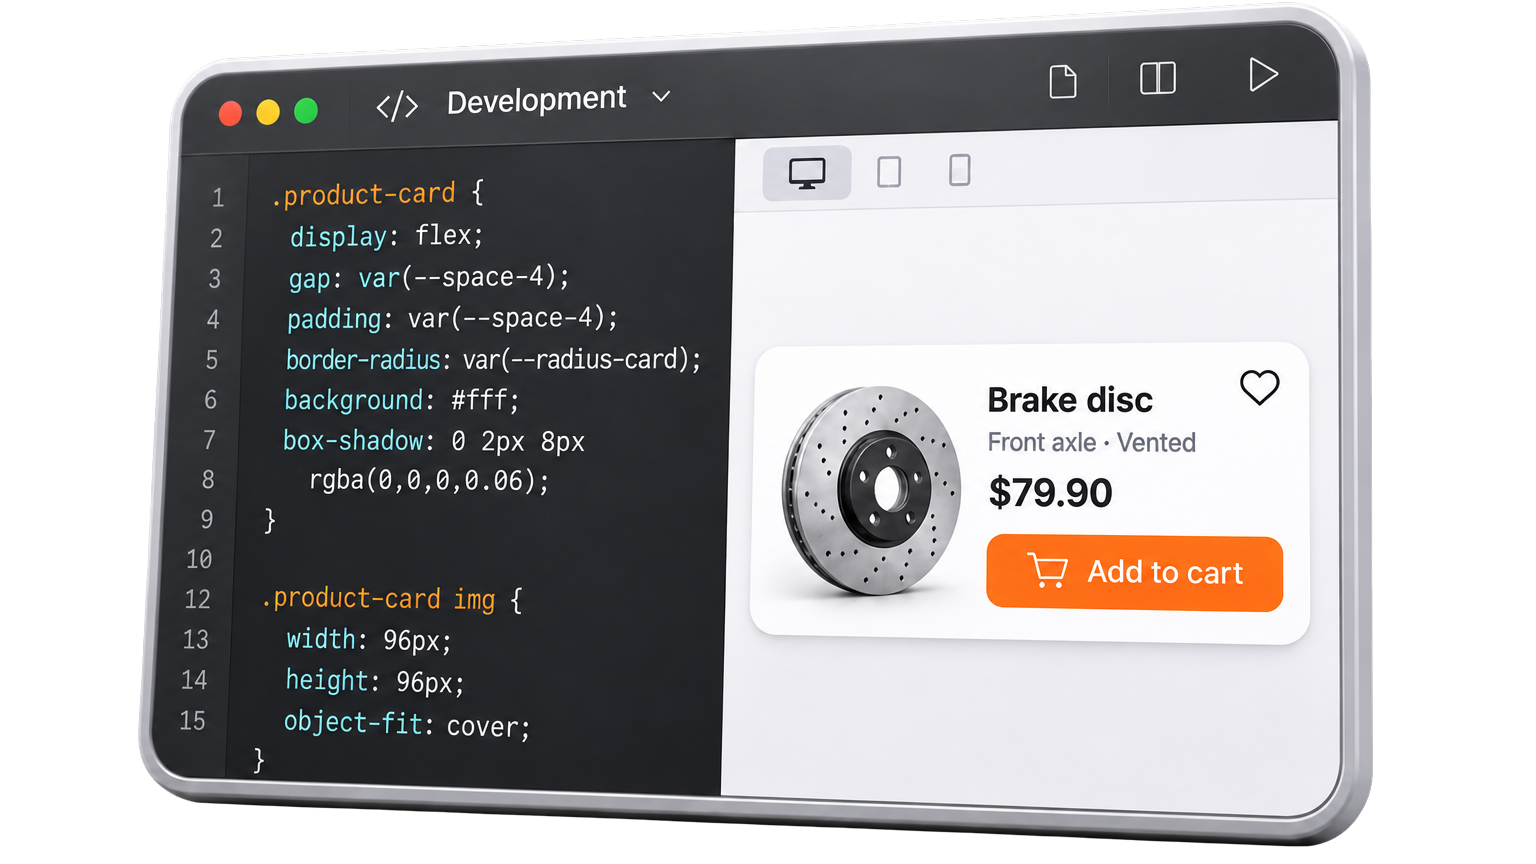 </> Development
1 .product-card {
2 display: flex;
3 gap: var(--space-4);
4 padding: var(--space-4);
5 border-radius: var(--radius-card);
6 background: #fff;
7 box-shadow: 0 2px 8px
8 rgba(0,0,0,0.06);
9 }
10
12 .product-card img {
13 width: 96px;
14 height: 96px;
15 object-fit: cover;
}
Brake disc
Front axle · Vented
$79.90
Add to cart